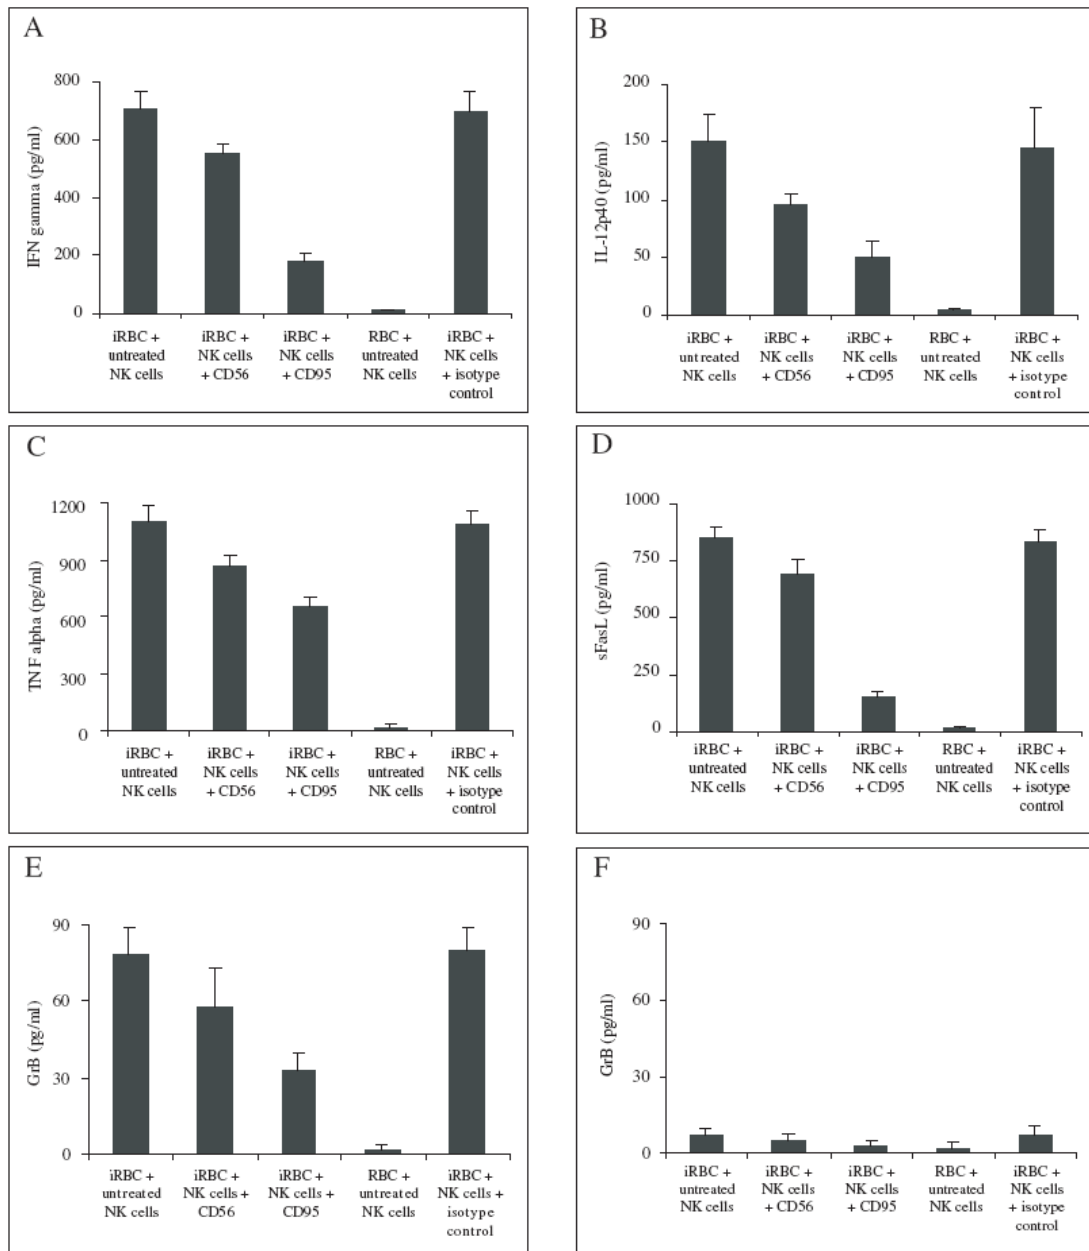 A
IFN gamma (pg/ml)
800
600
400
200
0
iRBC +
untreated
NK cells
iRBC +
NK cells
+ CD56
iRBC +
NK cells
+ CD95
RBC +
untreated
NK cells
iRBC +
NK cells
+ isotype
control
B
IL-12p40 (pg/ml)
200
150
100
50
0
iRBC +
untreated
NK cells
iRBC +
NK cells
+ CD56
iRBC +
NK cells
+ CD95
RBC +
untreated
NK cells
iRBC +
NK cells
+ isotype
control
C
TNF alpha (pg/ml)
1200
900
600
300
0
iRBC +
untreated
NK cells
iRBC +
NK cells
+ CD56
iRBC +
NK cells
+ CD95
RBC +
untreated
NK cells
iRBC +
NK cells
+ isotype
control
D
sFasL (pg/ml)
1000
750
500
250
0
iRBC +
untreated
NK cells
iRBC +
NK cells
+ CD56
iRBC +
NK cells
+ CD95
RBC +
untreated
NK cells
iRBC +
NK cells
+ isotype
control
E
GrB (pg/ml)
90
60
30
0
iRBC +
untreated
NK cells
iRBC +
NK cells +
CD56
iRBC +
NK cells +
CD95
RBC +
untreated
NK cells
iRBC +
NK cells +
isotype
control
F
GrB (pg/ml)
90
60
30
0
iRBC +
untreated
NK cells
iRBC +
NK cells
+ CD56
iRBC +
NK cells
+ CD95
RBC +
untreated
NK cells
iRBC +
NK cells
+ isotype
control